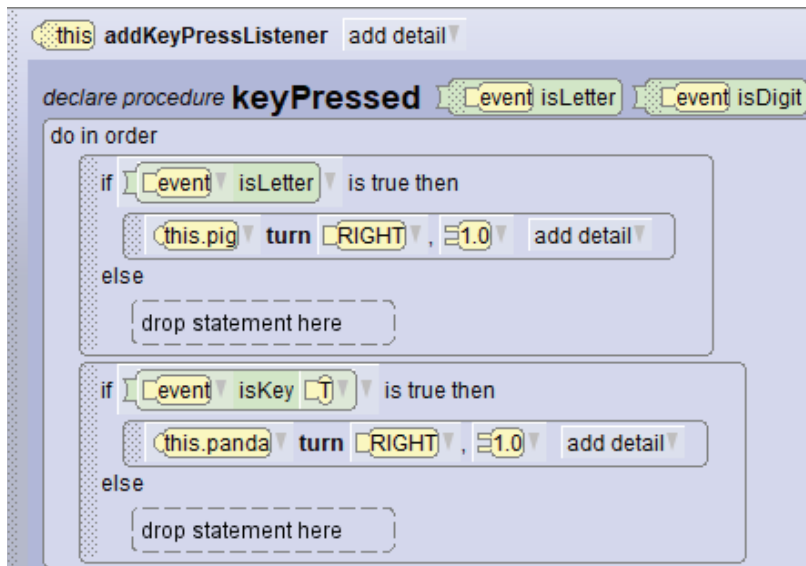 this addKeyPressListener add detail
declare procedure keyPressed event isLetter event isDigit
do in order
if event isLetter is true then
this.pig turn RIGHT , 1.0 add detail
else
drop statement here
if event isKey T is true then
this.panda turn RIGHT , 1.0 add detail
else
drop statement here